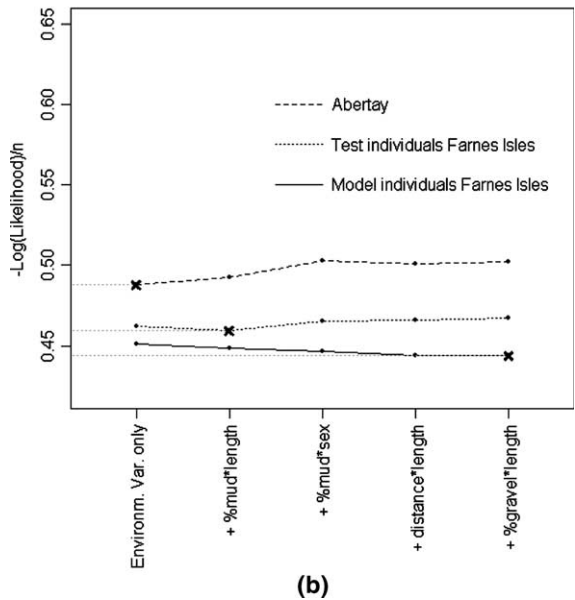 0.65
0.60
0.55
0.50
0.45
-Log(Likelihood)/n
Abertay
Test individuals Farnes Isles
Model individuals Farnes Isles
Environm. Var. only
+ %mud*length
+ %mud*sex
+ distance*length
+ %gravel*length
(b)